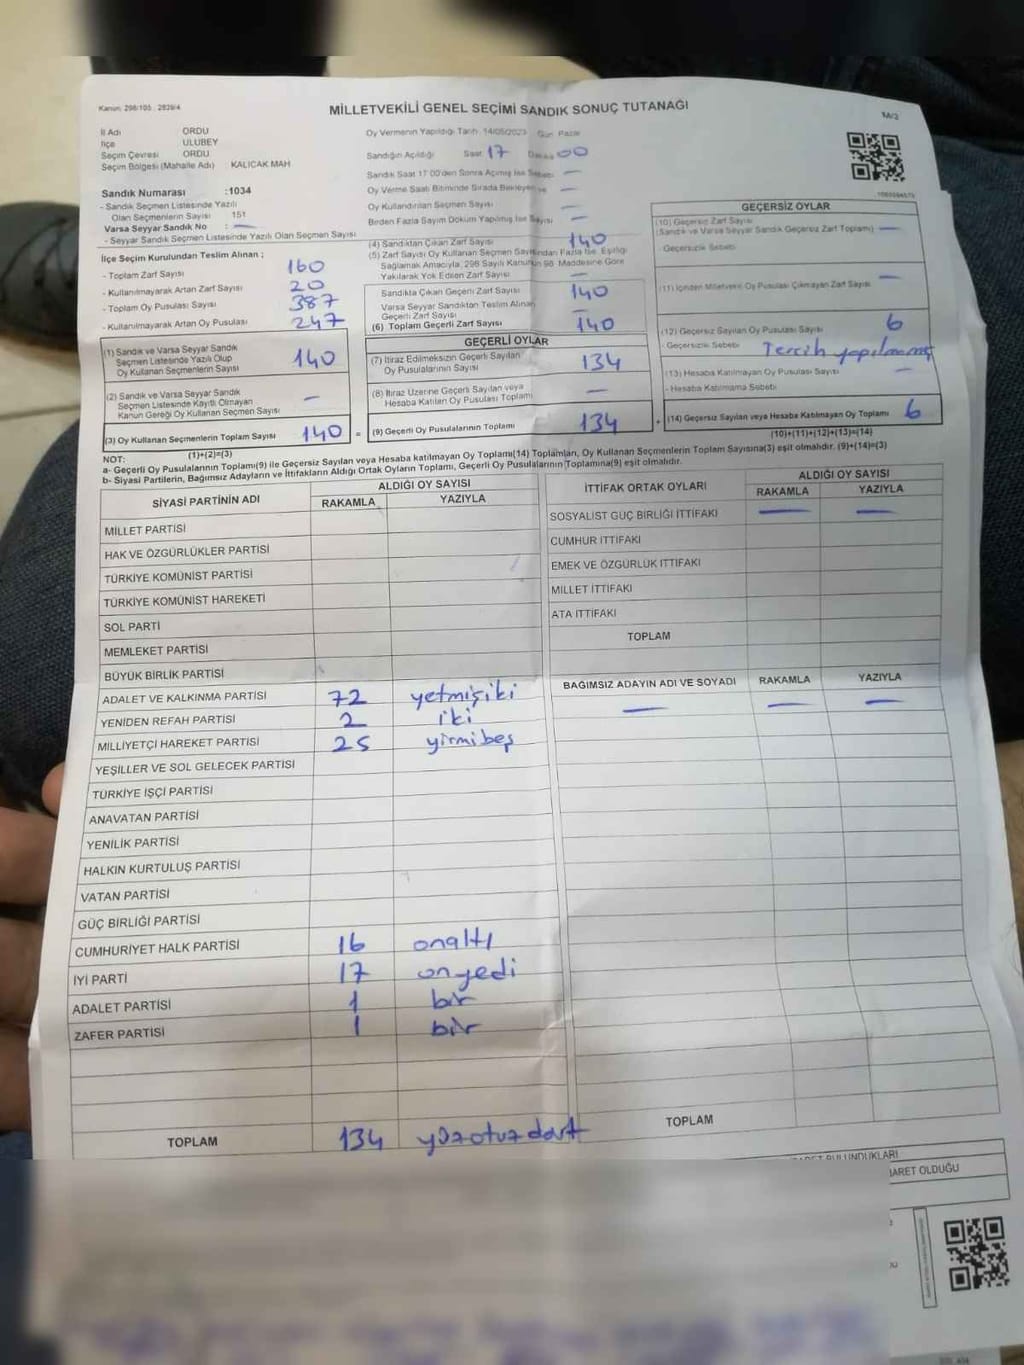 Kanun: 298/105 : 2839/4
MİLLETVEKİLİ GENEL SEÇİMİ SANDIK SONUÇ TUTANAĞI
M/2
İl Adı ORDU
İlçe ULUBEY
Seçim Çevresi ORDU
Seçim Bölgesi (Mahalle Adı) KALICAK MAH
Sandık Numarası :1034
- Sandık Seçmen Listesinde Yazılı
Olan Seçmenlerin Sayısı 151
Varsa Seyyar Sandık No : —
- Seyyar Sandık Seçmen Listesinde Yazılı Olan Seçmen Sayısı
İlçe Seçim Kurulundan Teslim Alınan ;
- Toplam Zarf Sayısı 160
- Kullanılmayarak Artan Zarf Sayısı 20
- Toplam Oy Pusulası Sayısı 387
- Kullanılmayarak Artan Oy Pusulası 247
Oy Vermenin Yapıldığı Tarih 14/05/2023 Gün Pazar
Sandığın Açıldığı Saat 17 Dakika 00
Sandık Saat 17:00'den Sonra Açılmış İse Sebebi —
Oy Verme Saati Bitiminde Sırada Bekleyen ve —
Oy Kullandırılan Seçmen Sayısı —
Birden Fazla Sayım Döküm Yapılmış İse Sayısı —
(4) Sandıktan Çıkan Zarf Sayısı 140
(5) Zarf Sayısı Oy Kullanan Seçmen Sayısından Fazla İse, Eşitliği
Sağlamak Amacıyla, 298 Sayılı Kanunun 98. Maddesine Göre
Yakılarak Yok Edilen Zarf Sayısı —
Sandıkta Çıkan Geçerli Zarf Sayısı 140
Varsa Seyyar Sandıktan Teslim Alınan
Geçerli Zarf Sayısı —
(6) Toplam Geçerli Zarf Sayısı 140
GEÇERSİZ OYLAR
(10) Geçersiz Zarf Sayısı
(Sandık ve Varsa Seyyar Sandık Geçersiz Zarf Toplamı) —
Geçersizlik Sebebi
(11) İçinden Milletvekili Oy Pusulası Çıkmayan Zarf Sayısı —
(12) Geçersiz Sayılan Oy Pusulası Sayısı 6
- Geçersizlik Sebebi Tercih yapılmamış
(13) Hesaba Katılmayan Oy Pusulası Sayısı —
- Hesaba Katılmama Sebebi
(14) Geçersiz Sayılan veya Hesaba Katılmayan Oy Toplamı 6
(10)+(11)+(12)+(13)=(14)
(1) Sandık ve Varsa Seyyar Sandık
Seçmen Listesinde Yazılı Olup
Oy Kullanan Seçmenlerin Sayısı 140
(2) Sandık ve Varsa Seyyar Sandık
Seçmen Listesinde Kayıtlı Olmayan
Kanun Gereği Oy Kullanan Seçmen Sayısı —
(3) Oy Kullanan Seçmenlerin Toplam Sayısı 140 =
(1)+(2)=(3)
GEÇERLİ OYLAR
(7) İtiraz Edilmeksizin Geçerli Sayılan
Oy Pusulalarının Sayısı 134
(8) İtiraz Üzerine Geçerli Sayılan veya
Hesaba Katılan Oy Pusulası Toplamı —
(9) Geçerli Oy Pusulalarının Toplamı 134 +
NOT:
a- Geçerli Oy Pusulalarının Toplamı(9) ile Geçersiz Sayılan veya Hesaba katılmayan Oy Toplamı(14) Toplamları, Oy Kullanan Seçmenlerin Toplam Sayısına(3) eşit olmalıdır. (9)+(14)=(3)
b- Siyasi Partilerin, Bağımsız Adayların ve İttifakların Aldığı Ortak Oyların Toplamı, Geçerli Oy Pusulalarının Toplamına(9) eşit olmalıdır.
SİYASİ PARTİNİN ADI ALDIĞI OY SAYISI
RAKAMLA YAZIYLA
MİLLET PARTİSİ
HAK VE ÖZGÜRLÜKLER PARTİSİ
TÜRKİYE KOMÜNİST PARTİSİ
TÜRKİYE KOMÜNİST HAREKETİ
SOL PARTİ
MEMLEKET PARTİSİ
BÜYÜK BİRLİK PARTİSİ
ADALET VE KALKINMA PARTİSİ 72 yetmişiki
YENİDEN REFAH PARTİSİ 2 iki
MİLLİYETÇİ HAREKET PARTİSİ 25 yirmibeş
YEŞİLLER VE SOL GELECEK PARTİSİ
TÜRKİYE İŞÇİ PARTİSİ
ANAVATAN PARTİSİ
YENİLİK PARTİSİ
HALKIN KURTULUŞ PARTİSİ
VATAN PARTİSİ
GÜÇ BİRLİĞİ PARTİSİ
CUMHURİYET HALK PARTİSİ 16 onaltı
İYİ PARTİ 17 onyedi
ADALET PARTİSİ 1 bir
ZAFER PARTİSİ 1 bir
TOPLAM 134 yüzotuzdört
İTTİFAK ORTAK OYLARI ALDIĞI OY SAYISI
RAKAMLA YAZIYLA
SOSYALİST GÜÇ BİRLİĞİ İTTİFAKI — —
CUMHUR İTTİFAKI
EMEK VE ÖZGÜRLÜK İTTİFAKI
MİLLET İTTİFAKI
ATA İTTİFAKI
TOPLAM
BAĞIMSIZ ADAYIN ADI VE SOYADI RAKAMLA YAZIYLA
— — —
TOPLAM
BULUNDUKLARI
ARET OLDUĞU